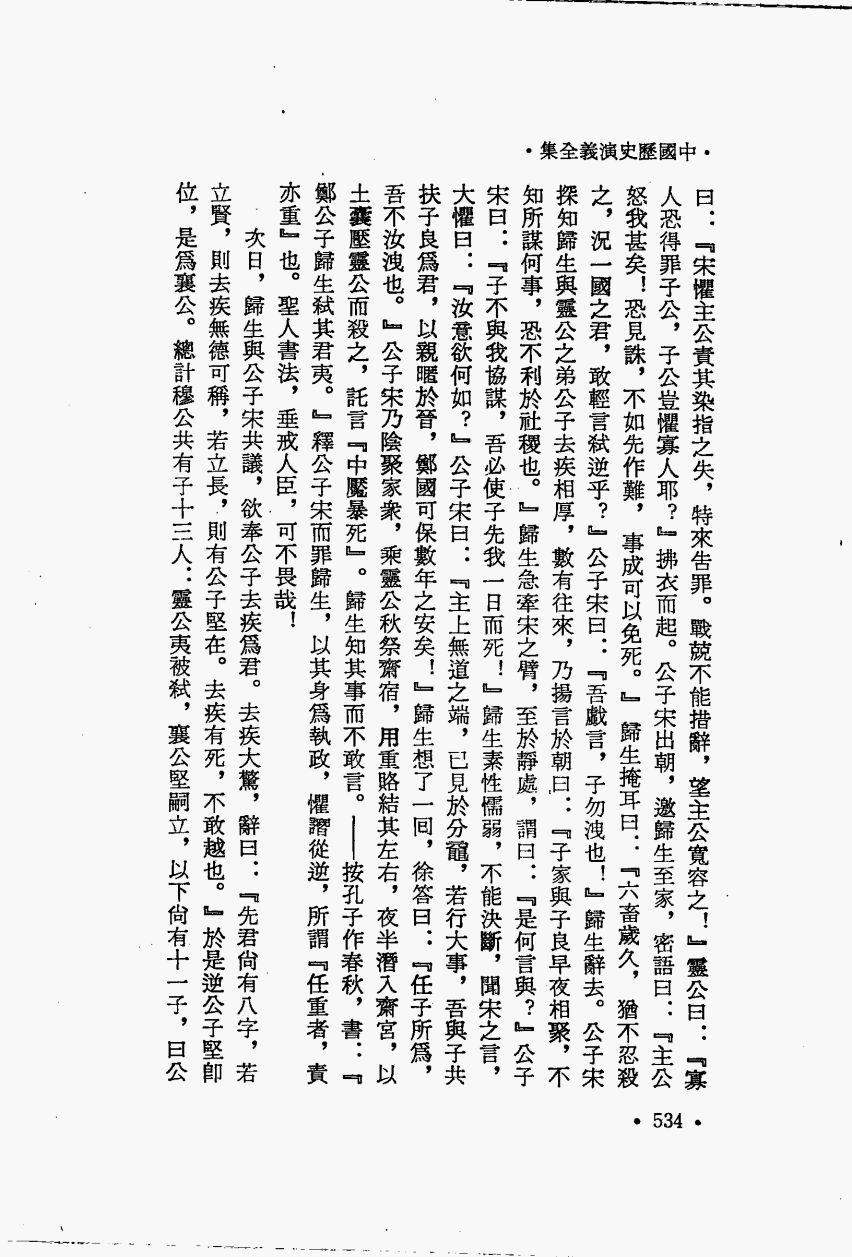 ·中國歷史演義全集·
曰：『宋懼主公責其染指之失，特來告罪。戰兢不能措辭，望主公寬容之！』靈公曰：『寡
人恐得罪子公，子公豈懼寡人耶？』拂衣而起。公子宋出朝，邀歸生至家，密語曰：『主公
怒我甚矣！恐見誅，不如先作難，事成可以免死。』歸生掩耳曰：『六畜歲久，猶不忍殺
之，況一國之君，敢輕言弒逆乎？』公子宋曰：『吾戲言，子勿洩也！』歸生辭去。公子宋
探知歸生與靈公之弟公子去疾相厚，數有往來，乃揚言於朝曰：『子家與子良早夜相聚，不
知所謀何事，恐不利於社稷也。』歸生急牽宋之臂，至於靜處，謂曰：『是何言與？』公子
宋曰：『子不與我協謀，吾必使子先我一日而死！』歸生素性懦弱，不能決斷，聞宋之言，
大懼曰：『汝意欲何如？』公子宋曰：『主上無道之端，已見於分黿，若行大事，吾與子共
扶子良爲君，以親暱於晉，鄭國可保數年之安矣！』歸生想了一回，徐答曰：『任子所爲，
吾不汝洩也。』公子宋乃陰聚家衆，乘靈公秋祭齋宿，用重賂結其左右，夜半潛入齋宮，以
土囊壓靈公而殺之，託言『中魘暴死』。歸生知其事而不敢言。——按孔子作春秋，書：『
鄭公子歸生弒其君夷。』釋公子宋而罪歸生，以其身爲執政，懼譖從逆，所謂『任重者，責
亦重』也。聖人書法，垂戒人臣，可不畏哉！
次日，歸生與公子宋共議，欲奉公子去疾爲君。去疾大驚，辭曰：『先君尙有八字，若
立賢，則去疾無德可稱，若立長，則有公子堅在。去疾有死，不敢越也。』於是逆公子堅卽
位，是爲襄公。總計穆公共有子十三人：靈公夷被弒，襄公堅嗣立，以下尙有十一子，曰公
·534·